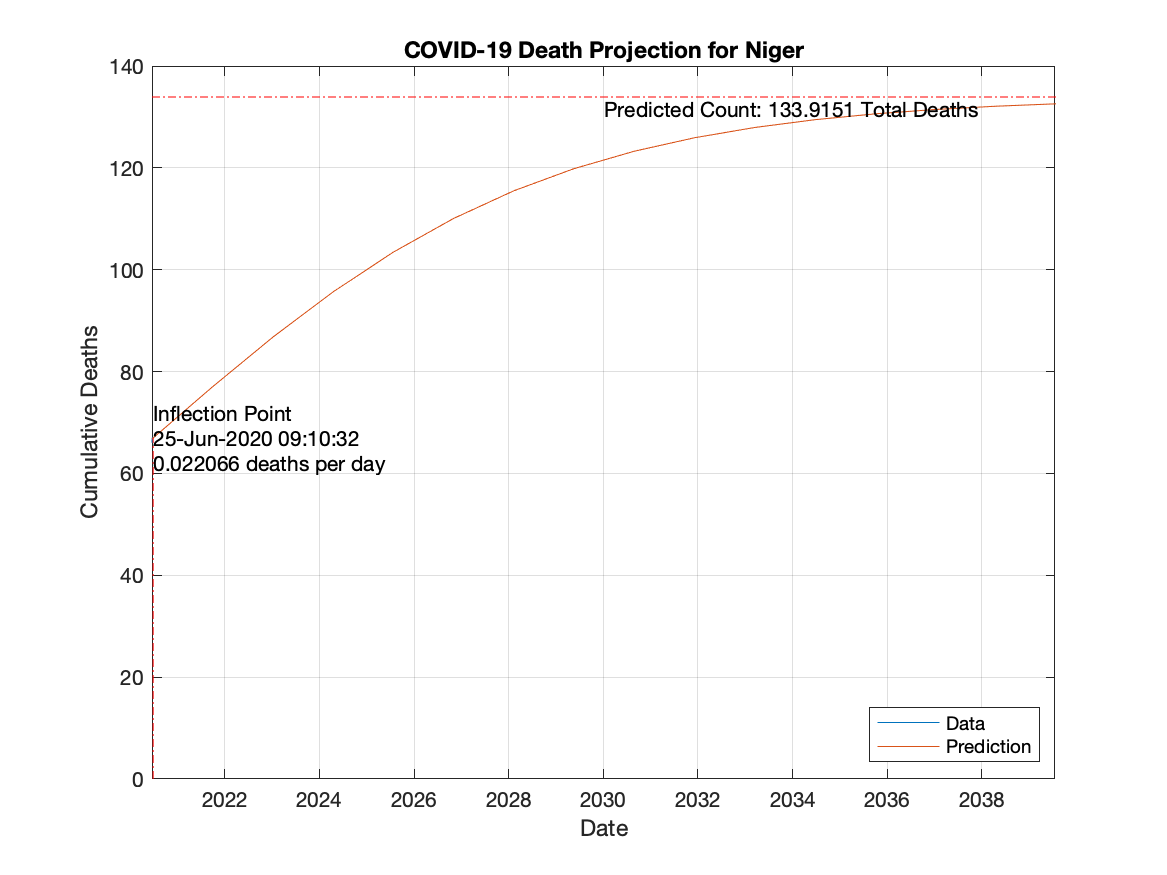 COVID-19 Death Projection for Niger
140
120
100
80
60
40
20
0
Cumulative Deaths
Predicted Count: 133.9151 Total Deaths
Inflection Point
25-Jun-2020 09:10:32
0.022066 deaths per day
Data
Prediction
2022 2024 2026 2028 2030 2032 2034 2036 2038
Date